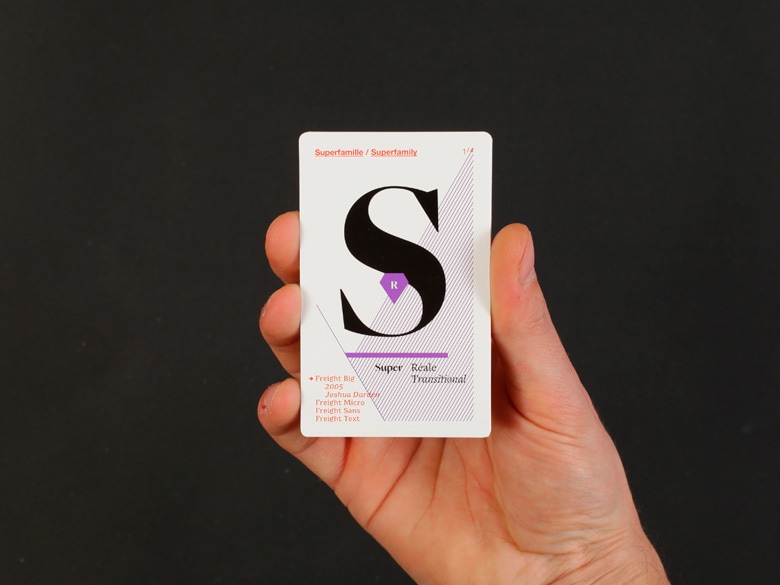 Superfamille / Superfamily 1/4
S
R
Super Réale
Transitional
→ Freight Big
2005
Joshua Darden
Freight Micro
Freight Sans
Freight Text